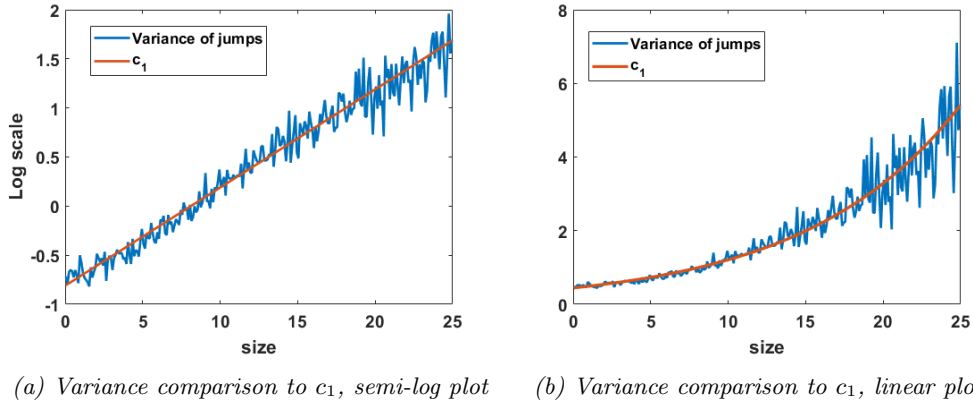 2
1.5
1
0.5
0
-0.5
-1
Log scale
Variance of jumps
c1
0 5 10 15 20 25
size
8
6
4
2
0
Variance of jumps
c1
0 5 10 15 20 25
size
(a) Variance comparison to c1, semi-log plot
(b) Variance comparison to c1, linear plo